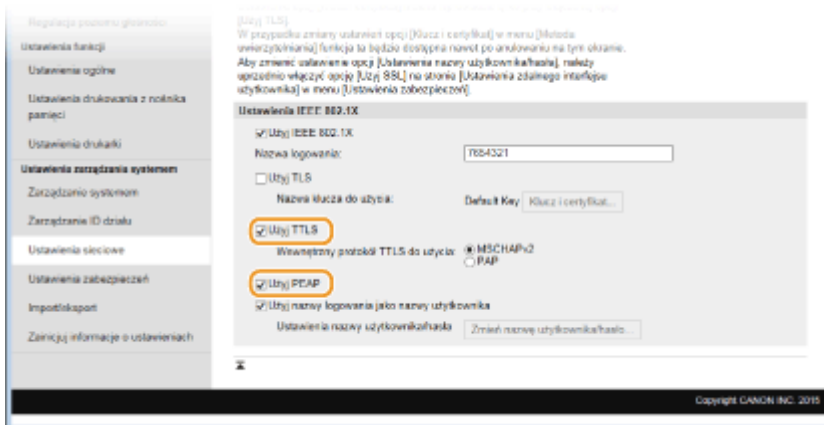 Regulacja poziomu głośności
Ustawienia funkcji
Ustawienia ogólne
Ustawienia drukowania z nośnika
pamięci
Ustawienia drukarki
Ustawienia zarządzania systemem
Zarządzanie systemem
Zarządzanie ID działu
Ustawienia sieciowe
Ustawienia zabezpieczeń
Import/eksport
Zainicjuj informacje o ustawieniach
[Użyj TLS].
W przypadku zmiany ustawień opcji [Klucz i certyfikat] w menu [Metoda
uwierzytelniania] funkcja ta będzie dostępna nawet po anulowaniu na tym ekranie.
Aby zmienić ustawienie opcji [Ustawienia nazwy użytkownika/hasła], należy
uprzednio włączyć opcję [Użyj SSL] na stronie [Ustawienia zdalnego interfejsu
użytkownika] w menu [Ustawienia zabezpieczeń].
Ustawienia IEEE 802.1X
Użyj IEEE 802.1X
Nazwa logowania: 7654321
Użyj TLS
Nazwa klucza do użycia: Default Key Klucz i certyfikat...
Użyj TTLS
Wewnętrzny protokół TTLS do użycia: MSCHAPv2
PAP
Użyj PEAP
Użyj nazwy logowania jako nazwy użytkownika
Ustawienia nazwy użytkownika/hasła Zmień nazwę użytkownika/hasło...
Copyright CANON INC. 2015